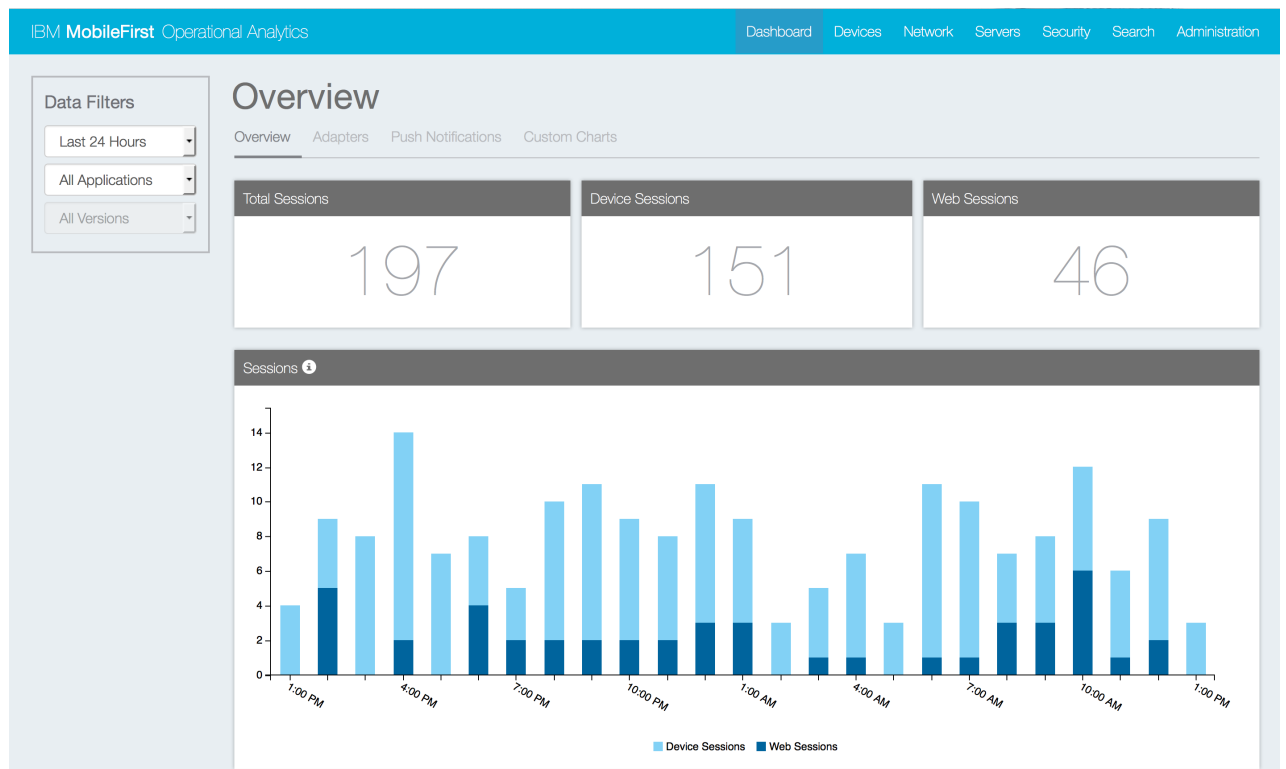 IBM MobileFirst Operational Analytics
Dashboard Devices Network Servers Security Search Administration
Data Filters
Last 24 Hours
All Applications
All Versions
Overview
Overview Adapters Push Notifications Custom Charts
Total Sessions
197
Device Sessions
151
Web Sessions
46
Sessions
14
12
10
8
6
4
2
0
1:00 PM 4:00 PM 7:00 PM 10:00 PM 1:00 AM 4:00 AM 7:00 AM 10:00 AM 1:00 PM
Device Sessions Web Sessions